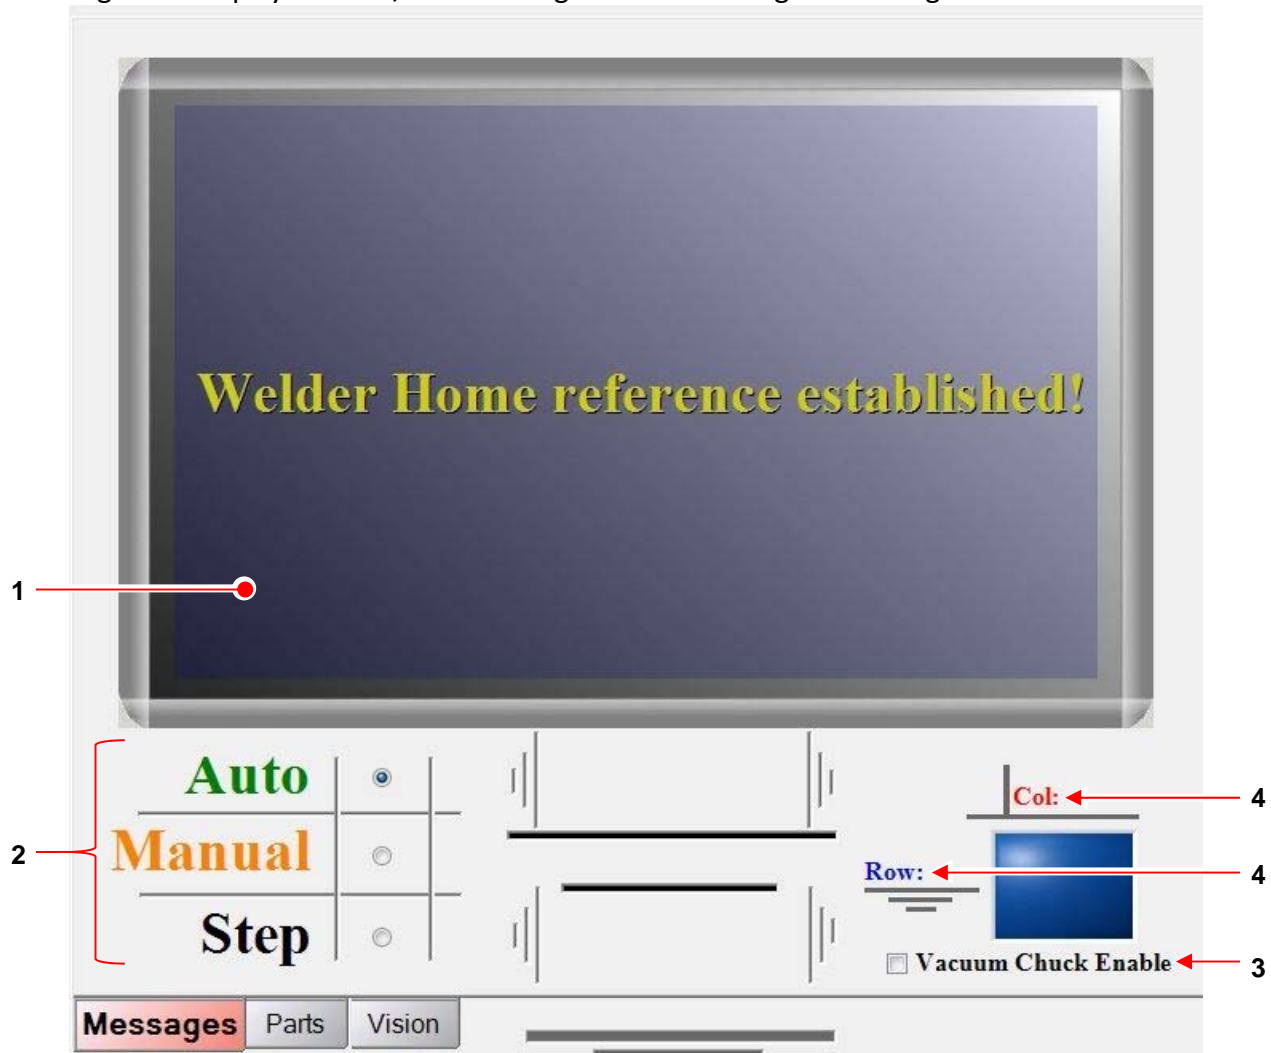 Welder Home reference established!
1
Auto
Col:
4
2
Manual
Row:
4
Step
Vacuum Chuck Enable
3
Messages Parts Vision